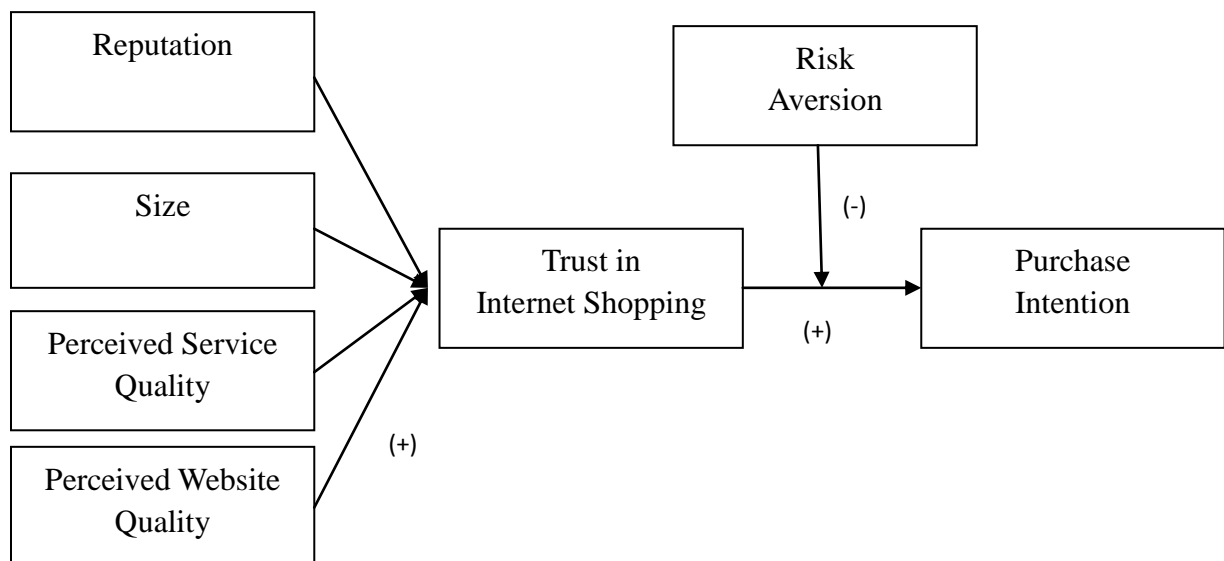 Reputation
Risk
Aversion
Size
(-)
Trust in
Internet Shopping
Purchase
Intention
(+)
Perceived Service
Quality
(+)
Perceived Website
Quality